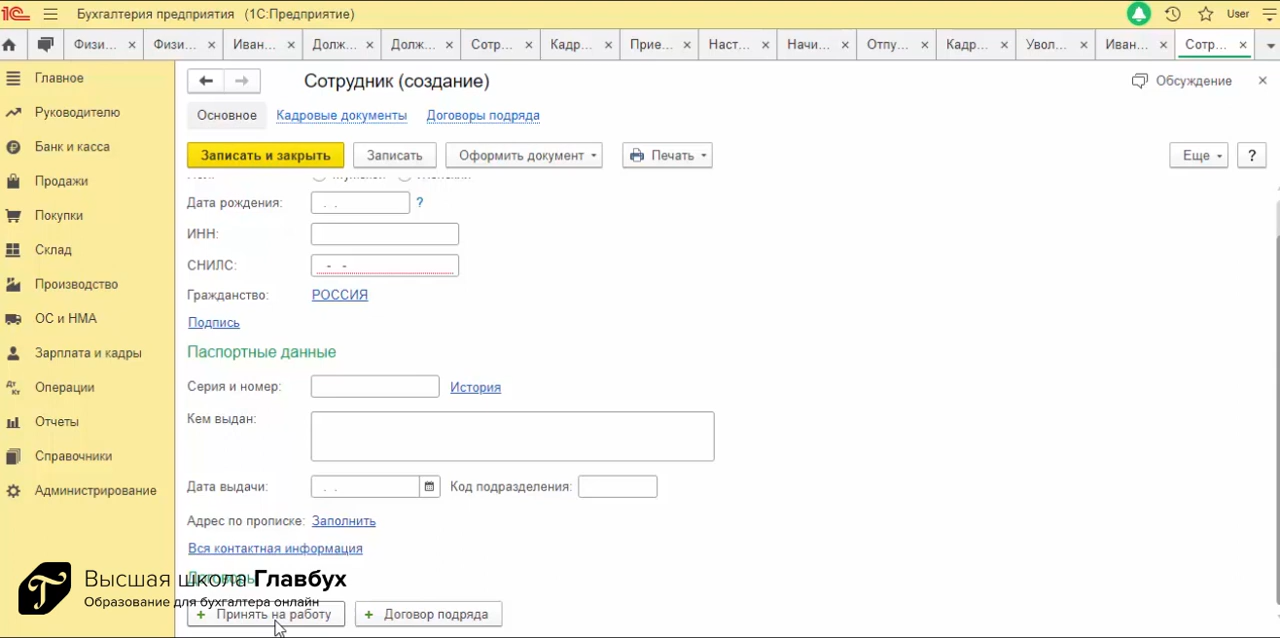 1С Бухгалтерия предприятия (1С:Предприятие) User
Физи... Физи... Иван... Долж... Долж... Сотр... Кадр... Прие... Наст... Начи... Отпу... Кадр... Увол... Иван... Сотр...
Главное
Руководителю
Банк и касса
Продажи
Покупки
Склад
Производство
ОС и НМА
Зарплата и кадры
Операции
Отчеты
Справочники
Администрирование
Сотрудник (создание) Обсуждение
Основное Кадровые документы Договоры подряда
Записать и закрыть Записать Оформить документ Печать Еще ?
Дата рождения: . . ?
ИНН:
СНИЛС: - -
Гражданство: РОССИЯ
Подпись
Паспортные данные
Серия и номер: История
Кем выдан:
Дата выдачи: . . Код подразделения:
Адрес по прописке: Заполнить
Вся контактная информация
Договоры
+ Принять на работу + Договор подряда
Высшая школа Главбух
Образование для бухгалтера онлайн